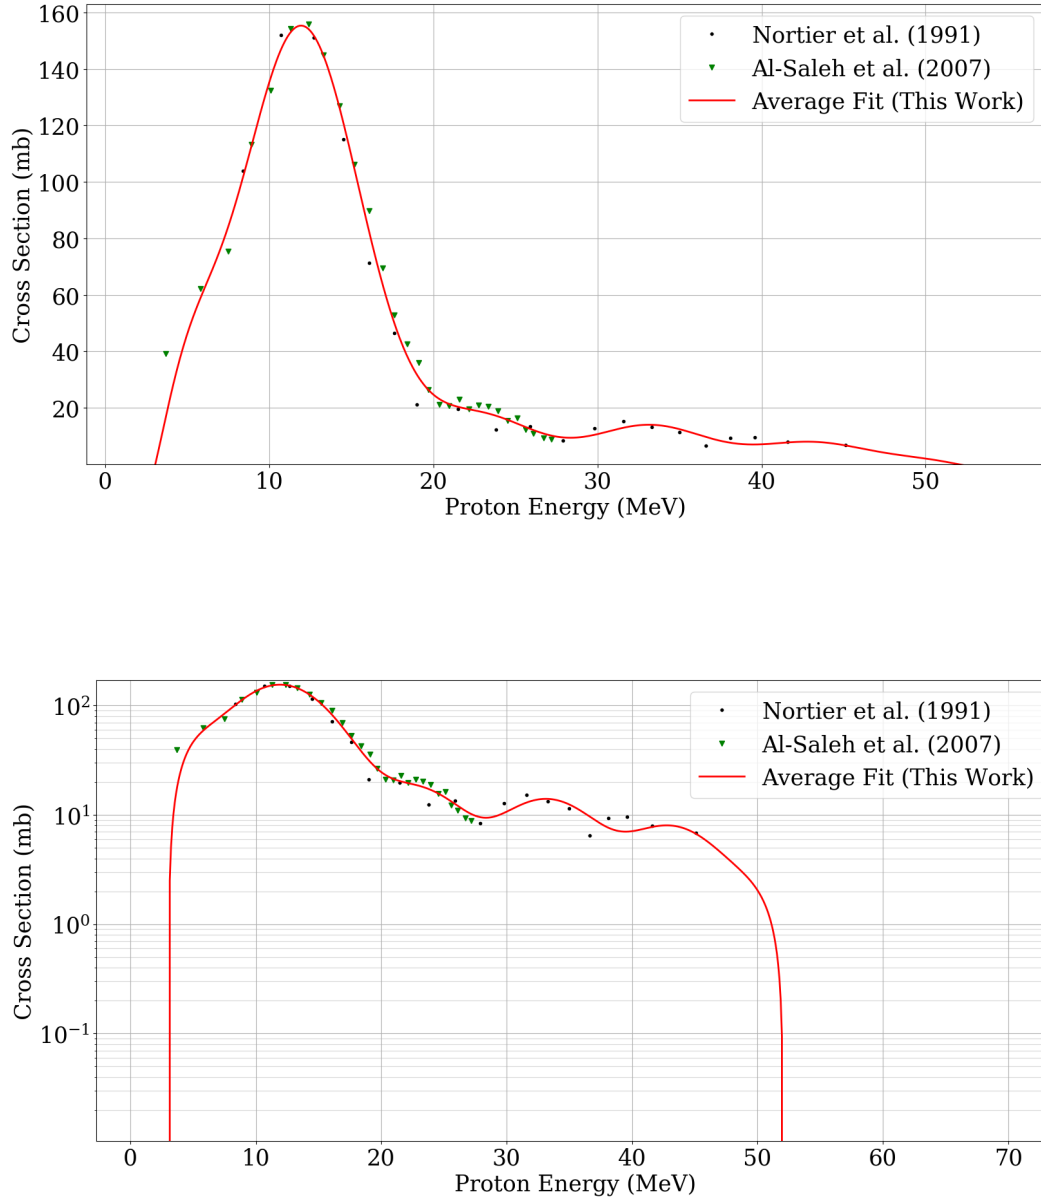 160
140
120
100
80
60
40
20
Cross Section (mb)
Nortier et al. (1991)
Al-Saleh et al. (2007)
Average Fit (This Work)
0 10 20 30 40 50
Proton Energy (MeV)
10²
10¹
10⁰
10⁻¹
Cross Section (mb)
Nortier et al. (1991)
Al-Saleh et al. (2007)
Average Fit (This Work)
0 10 20 30 40 50 60 70
Proton Energy (MeV)